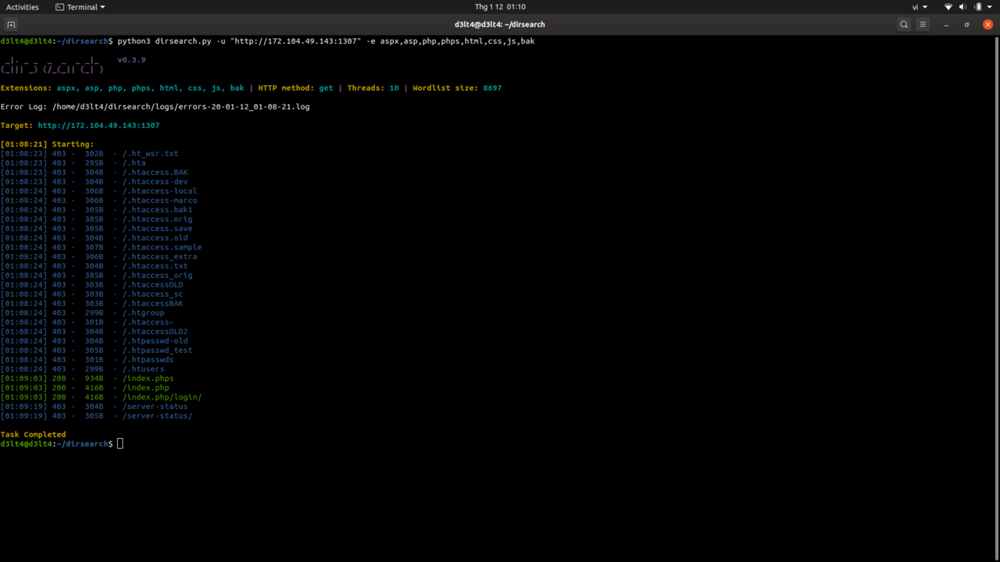 Activities Terminal Thg 1 12 01:10 vi
d3lt4@d3lt4: ~/dirsearch
d3lt4@d3lt4:~/dirsearch$ python3 dirsearch.py -u "http://172.104.49.143:1307" -e aspx,asp,php,phps,html,css,js,bak
 _|. _ _  _  _  _ _|_    v0.3.9
(_||| _) (/_(_|| (_| )
Extensions: aspx, asp, php, phps, html, css, js, bak | HTTP method: get | Threads: 10 | Wordlist size: 8697
Error Log: /home/d3lt4/dirsearch/logs/errors-20-01-12_01-08-21.log
Target: http://172.104.49.143:1307
[01:08:21] Starting:
[01:08:23] 403 -  302B  - /.ht_wsr.txt
[01:08:23] 403 -  295B  - /.hta
[01:08:23] 403 -  304B  - /.htaccess.BAK
[01:08:23] 403 -  304B  - /.htaccess-dev
[01:08:24] 403 -  306B  - /.htaccess-local
[01:08:24] 403 -  306B  - /.htaccess-marco
[01:08:24] 403 -  305B  - /.htaccess.bak1
[01:08:24] 403 -  305B  - /.htaccess.orig
[01:08:24] 403 -  305B  - /.htaccess.save
[01:08:24] 403 -  304B  - /.htaccess.old
[01:08:24] 403 -  307B  - /.htaccess.sample
[01:08:24] 403 -  306B  - /.htaccess_extra
[01:08:24] 403 -  304B  - /.htaccess.txt
[01:08:24] 403 -  305B  - /.htaccess_orig
[01:08:24] 403 -  303B  - /.htaccessOLD
[01:08:24] 403 -  303B  - /.htaccess_sc
[01:08:24] 403 -  303B  - /.htaccessBAK
[01:08:24] 403 -  299B  - /.htgroup
[01:08:24] 403 -  301B  - /.htaccess~
[01:08:24] 403 -  304B  - /.htaccessOLD2
[01:08:24] 403 -  304B  - /.htpasswd-old
[01:08:24] 403 -  305B  - /.htpasswd_test
[01:08:24] 403 -  301B  - /.htpasswds
[01:08:24] 403 -  299B  - /.htusers
[01:09:03] 200 -  934B  - /index.phps
[01:09:03] 200 -  416B  - /index.php
[01:09:03] 200 -  416B  - /index.php/login/
[01:09:19] 403 -  304B  - /server-status
[01:09:19] 403 -  305B  - /server-status/
Task Completed
d3lt4@d3lt4:~/dirsearch$